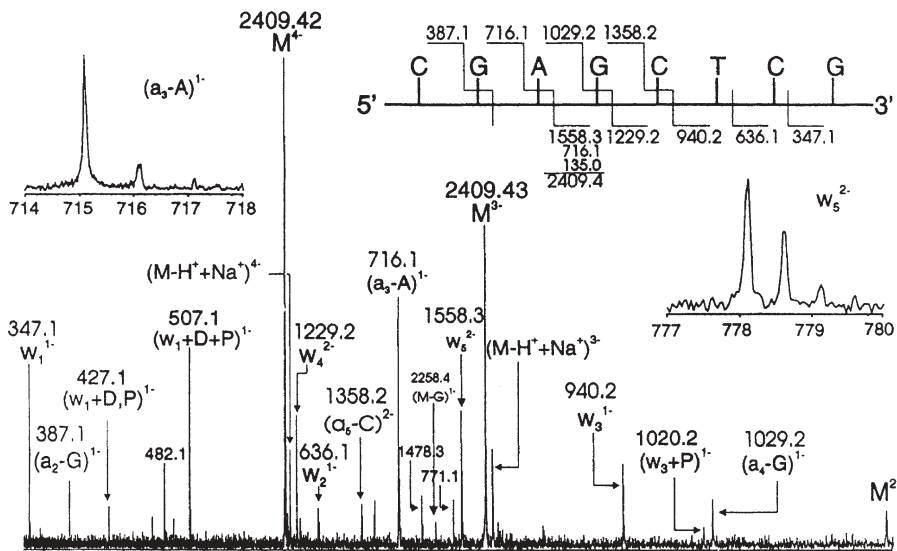 2409.42
M⁴⁻
387.1 716.1 1029.2 1358.2
C G A G C T C G
5' 3'
1558.3 1229.2 940.2 636.1 347.1
716.1
135.0
2409.4
(a₃-A)¹⁻
714 715 716 717 718
2409.43
M³⁻
w₅²⁻
777 778 779 780
(M-H⁺+Na⁺)⁴⁻
716.1
(a₃-A)¹⁻
347.1
W₁¹⁻
507.1
(w₁+D+P)¹⁻
1229.2
W₄²⁻
1558.3
w₅²⁻
(M-H⁺+Na⁺)³⁻
427.1
(w₁+D,P)¹⁻
1358.2
(a₅-C)²⁻
2258.4
(M-G)¹⁻
940.2
W₃¹⁻
387.1
(a₂-G)¹⁻
482.1
636.1
W₂¹⁻
1478.3
771.1
1020.2
(w₃+P)¹⁻
1029.2
(a₄-G)¹⁻
M²